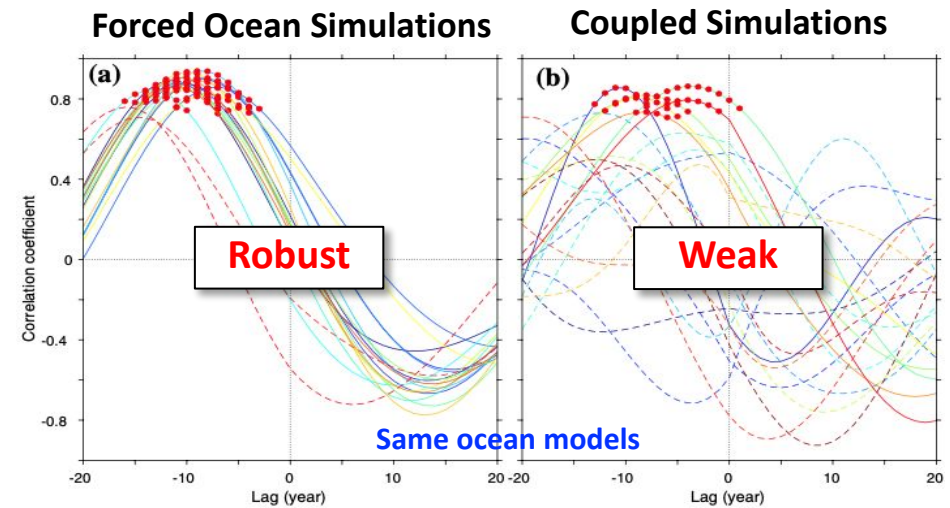 Forced Ocean Simulations
Coupled Simulations
(a)
(b)
Correlation coefficient
0.8
0.4
0
-0.4
-0.8
Robust
Weak
Same ocean models
-20
-10
0
10
20
-20
-10
0
10
20
Lag (year)
Lag (year)